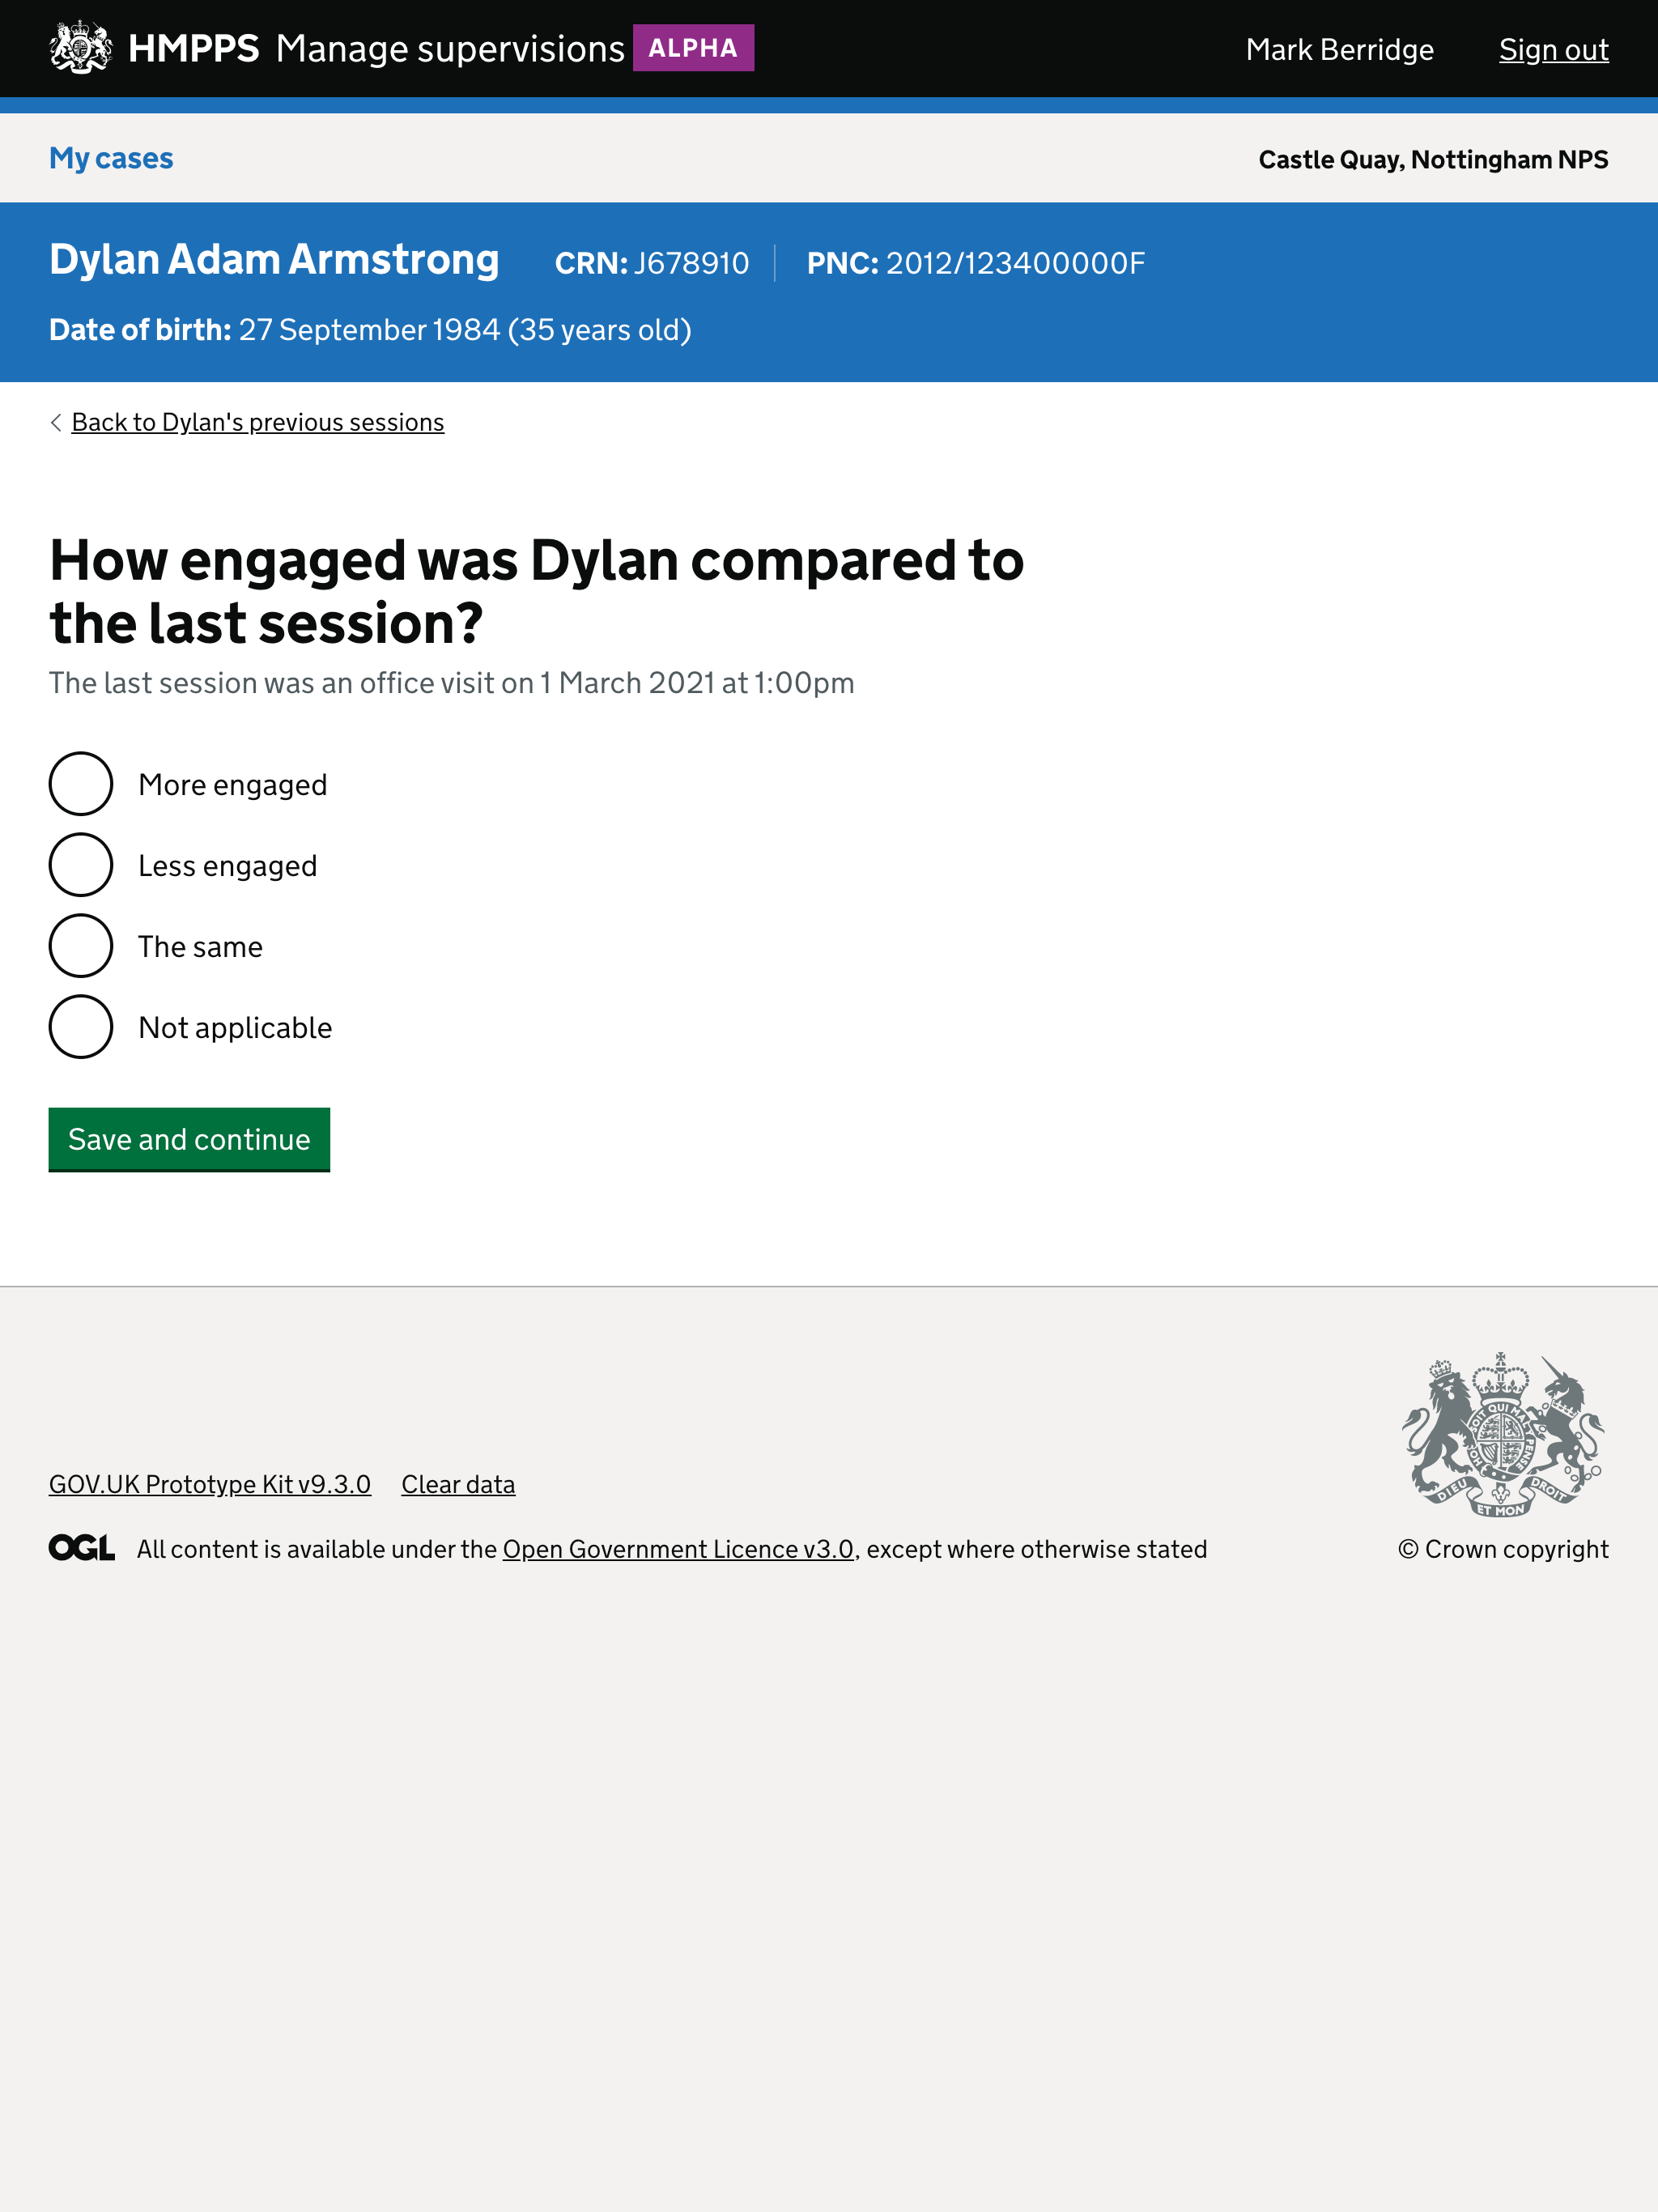 HMPPS Manage supervisions ALPHA Mark Berridge Sign out
My cases Castle Quay, Nottingham NPS
Dylan Adam Armstrong CRN: J678910 PNC: 2012/123400000F
Date of birth: 27 September 1984 (35 years old)
Back to Dylan's previous sessions
How engaged was Dylan compared to
the last session?
The last session was an office visit on 1 March 2021 at 1:00pm
More engaged
Less engaged
The same
Not applicable
Save and continue
GOV.UK Prototype Kit v9.3.0 Clear data
DIEU ET MON DROIT
OGL All content is available under the Open Government Licence v3.0, except where otherwise stated © Crown copyright